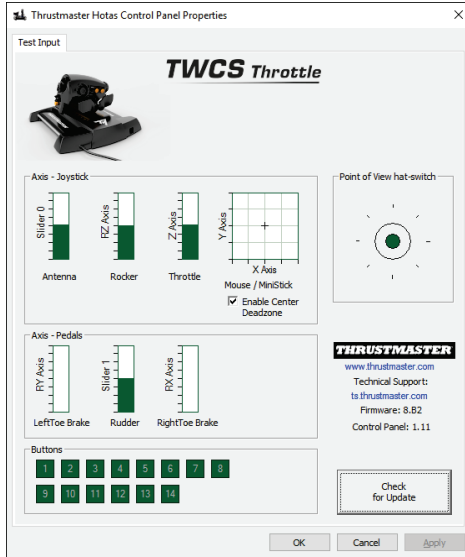 Thrustmaster Hotas Control Panel Properties
Test Input
TWCS Throttle
Axis - Joystick
Slider 0
RZ Axis
Z Axis
Y Axis
X Axis
Antenna
Rocker
Throttle
Mouse / MiniStick
Enable Center
Deadzone
Point of View hat-switch
Axis - Pedals
RY Axis
Slider 1
RX Axis
LeftToe Brake
Rudder
RightToe Brake
THRUSTMASTER
www.thrustmaster.com
Technical Support:
ts.thrustmaster.com
Firmware: 8.B2
Control Panel: 1.11
Buttons
1 2 3 4 5 6 7 8
9 10 11 12 13 14
Check
for Update
OK
Cancel
Apply